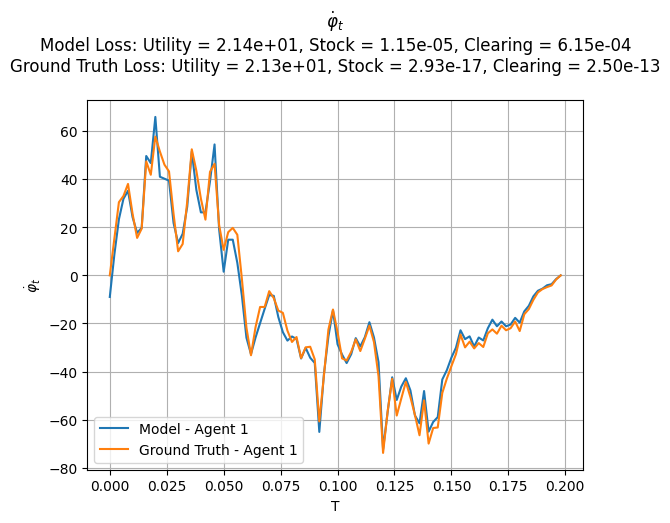 φ̇ₜ
Model Loss: Utility = 2.14e+01, Stock = 1.15e-05, Clearing = 6.15e-04
Ground Truth Loss: Utility = 2.13e+01, Stock = 2.93e-17, Clearing = 2.50e-13
60
40
20
0
−20
−40
−60
−80
φ̇ₜ
Model - Agent 1
Ground Truth - Agent 1
0.000 0.025 0.050 0.075 0.100 0.125 0.150 0.175 0.200
T